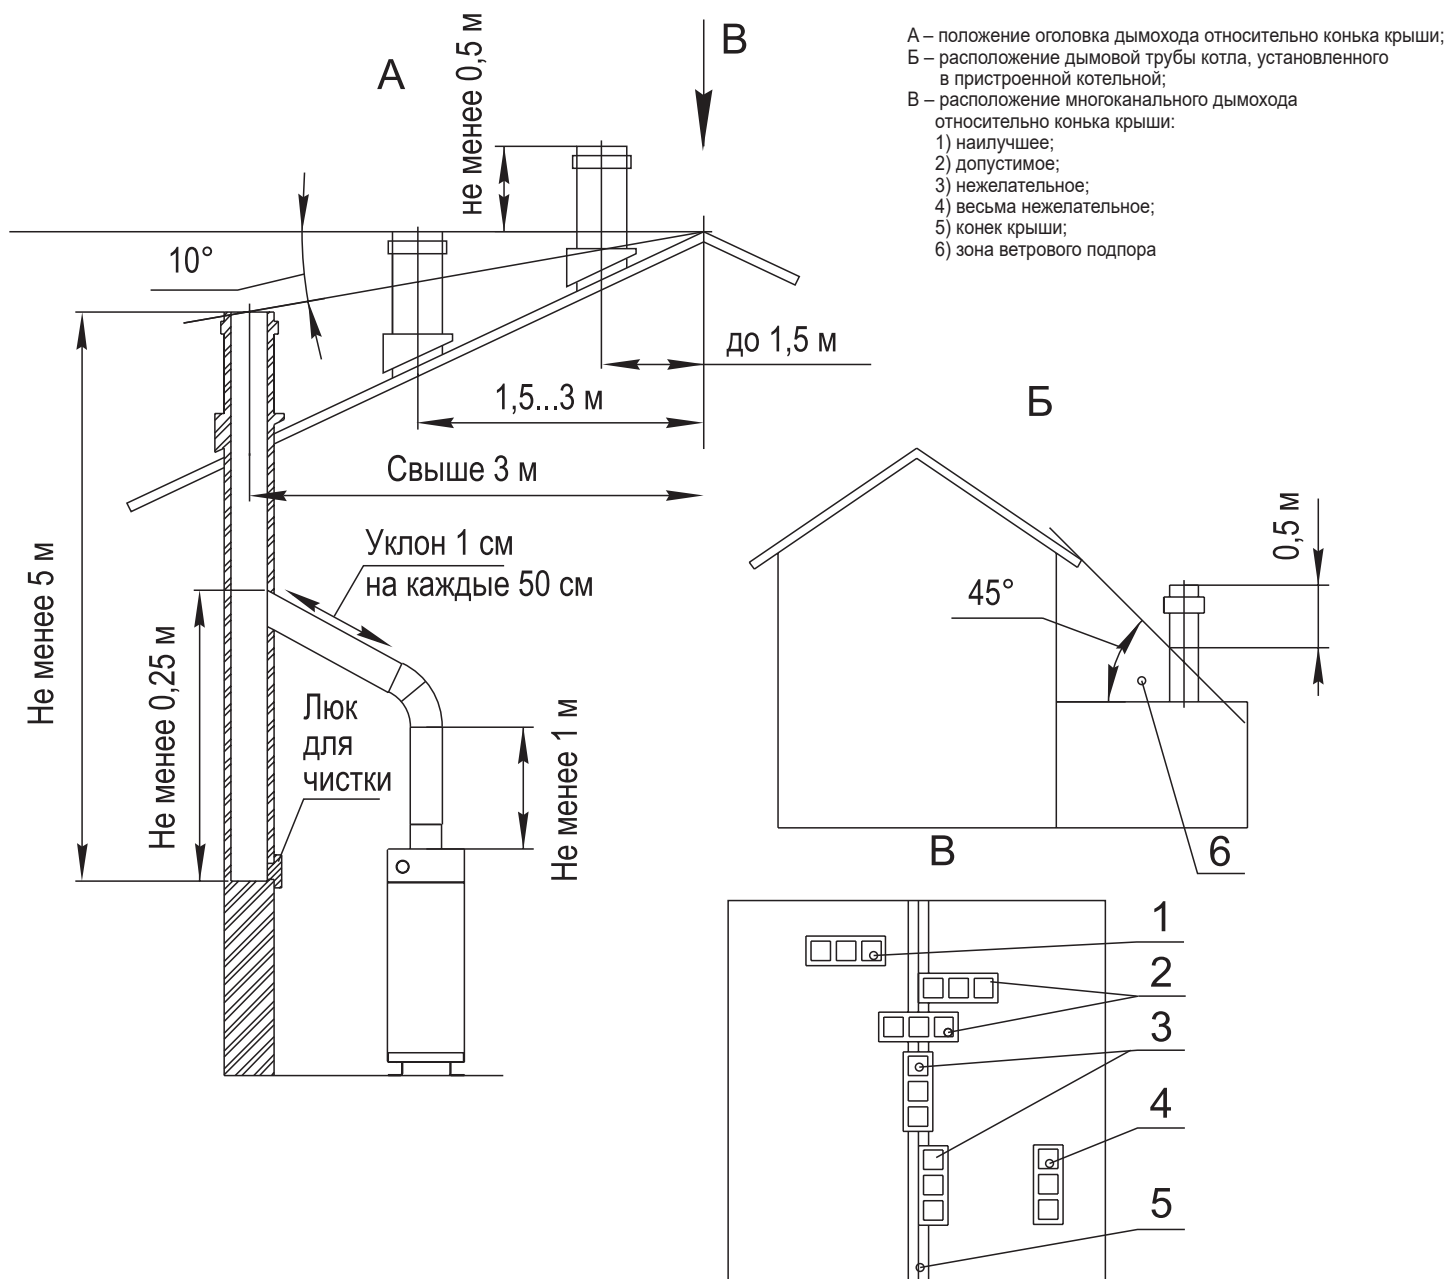 А
не менее 0,5 м
В
А – положение оголовка дымохода относительно конька крыши;
Б – расположение дымовой трубы котла, установленного
в пристроенной котельной;
В – расположение многоканального дымохода
относительно конька крыши:
1) наилучшее;
2) допустимое;
3) нежелательное;
4) весьма нежелательное;
5) конек крыши;
6) зона ветрового подпора
10°
до 1,5 м
1,5...3 м
Свыше 3 м
Уклон 1 см
на каждые 50 см
Не менее 5 м
Не менее 0,25 м
Люк
для
чистки
Не менее 1 м
Б
0,5 м
45°
6
В
1
2
3
4
5